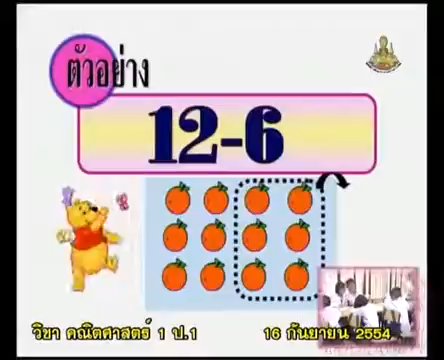 ตัวอย่าง
12-6
วิชา คณิตศาสตร์ 1 ป.1
16 กันยายน 2554